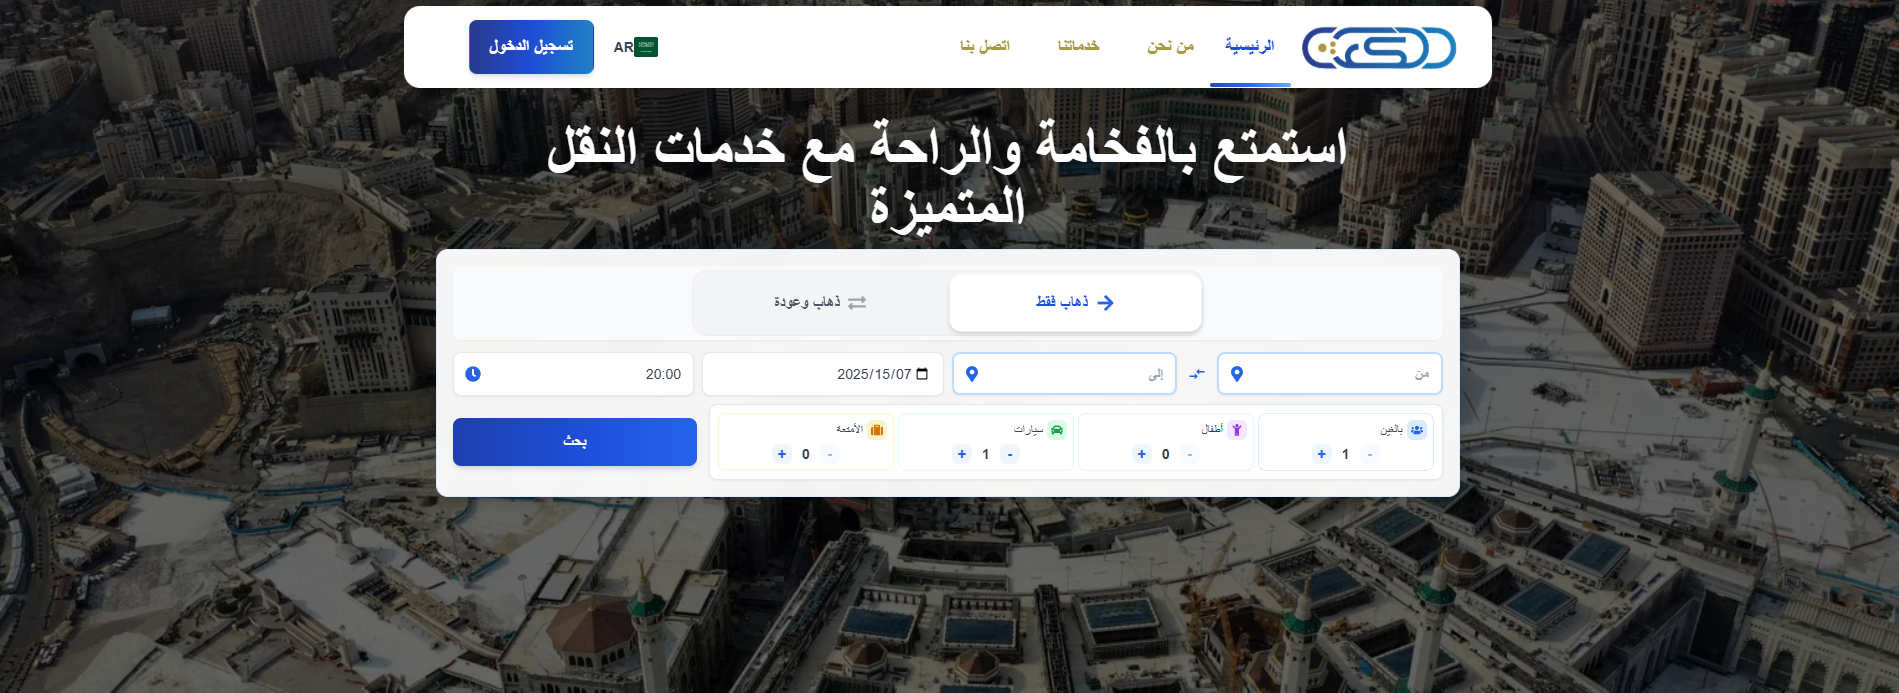 الرئيسية
من نحن
خدماتنا
اتصل بنا
AR
تسجيل الدخول
استمتع بالفخامة والراحة مع خدمات النقل
المتميزة
ذهاب فقط
ذهاب وعودة
من
إلى
2025/15/07
20:00
بالغين
- 1 +
أطفال
- 0 +
سيارات
- 1 +
الأمتعة
- 0 +
بحث